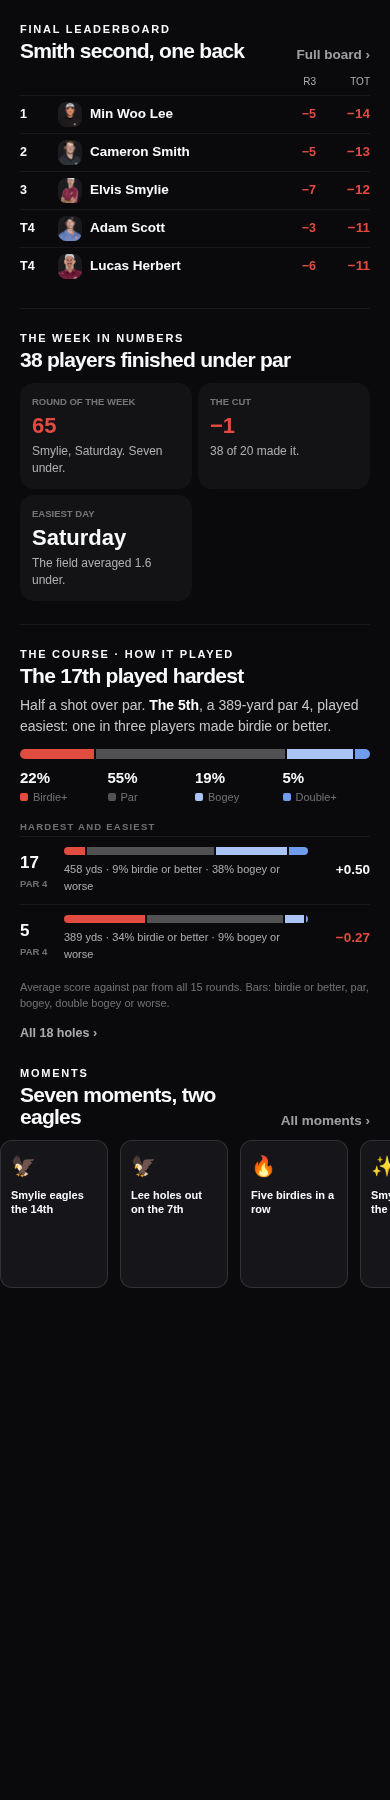 FINAL LEADERBOARD
Smith second, one back
Full board ›
R3 TOT
1 Min Woo Lee −5 −14
2 Cameron Smith −5 −13
3 Elvis Smylie −7 −12
T4 Adam Scott −3 −11
T4 Lucas Herbert −6 −11
THE WEEK IN NUMBERS
38 players finished under par
ROUND OF THE WEEK
65
Smylie, Saturday. Seven
under.
THE CUT
−1
38 of 20 made it.
EASIEST DAY
Saturday
The field averaged 1.6
under.
THE COURSE · HOW IT PLAYED
The 17th played hardest
Half a shot over par. The 5th, a 389-yard par 4, played
easiest: one in three players made birdie or better.
22% 55% 19% 5%
Birdie+ Par Bogey Double+
HARDEST AND EASIEST
17
PAR 4
458 yds · 9% birdie or better · 38% bogey or
worse
+0.50
5
PAR 4
389 yds · 34% birdie or better · 9% bogey or
worse
−0.27
Average score against par from all 15 rounds. Bars: birdie or better, par,
bogey, double bogey or worse.
All 18 holes ›
MOMENTS
Seven moments, two
eagles
All moments ›
Smylie eagles
the 14th
Lee holes out
on the 7th
Five birdies in a
row
the